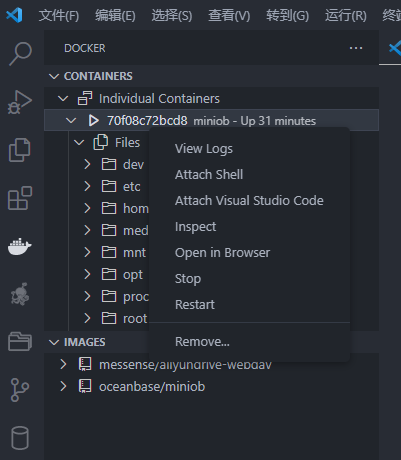 文件(F) 编辑(E) 选择(S) 查看(V) 转到(G) 运行(R)
DOCKER
CONTAINERS
Individual Containers
70f08c72bcd8 miniob - Up 31 minutes
Files
dev
etc
hom
med
mnt
opt
proc
root
View Logs
Attach Shell
Attach Visual Studio Code
Inspect
Open in Browser
Stop
Restart
Remove...
IMAGES
messense/aliyundrive-webdav
oceanbase/miniob